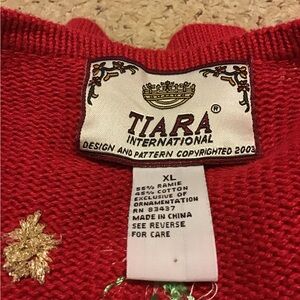 TIARA®
INTERNATIONAL
DESIGN AND PATTERN COPYRIGHTED 2003
XL
55% RAMIE
45% COTTON
EXCLUSIVE OF
ORNAMENTATION
RN 83437
MADE IN CHINA
SEE REVERSE
FOR CARE